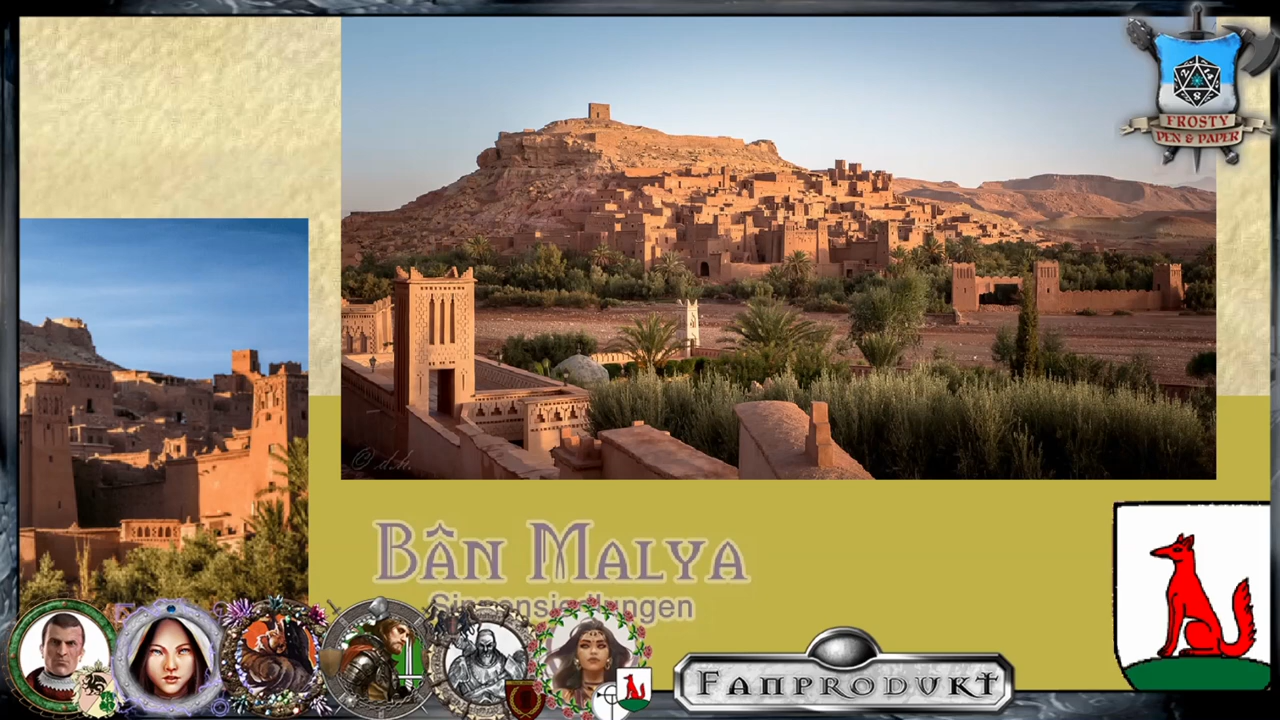 FROSTY
PEN & PAPER
© d.h.
BÂN MALYA
Sippensiedlungen
FANPRODUKT